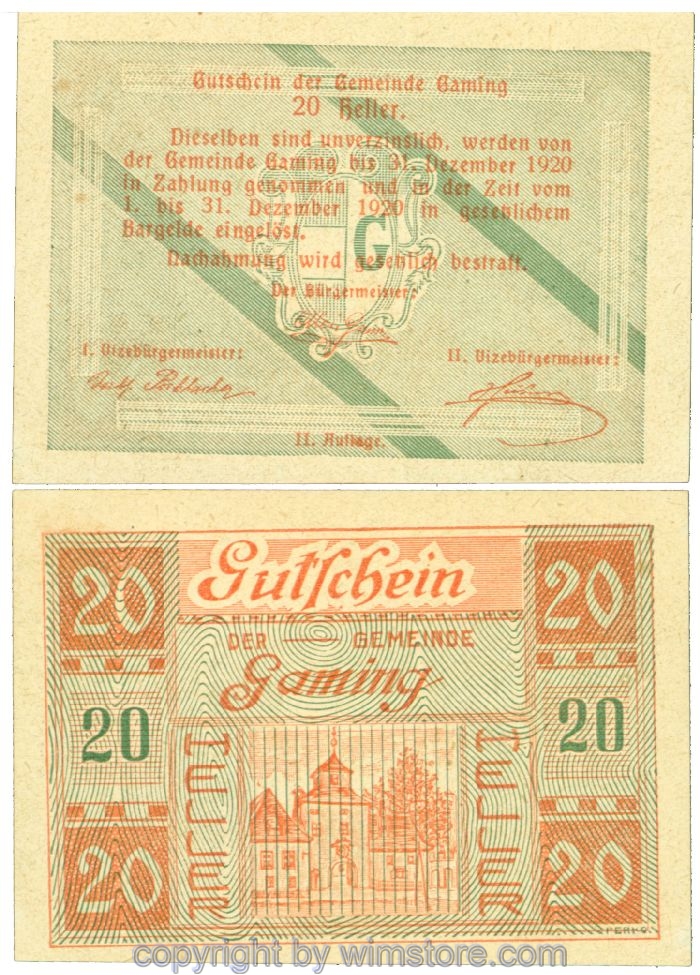 Gutschein der Gemeinde Gaming
20 Heller.
Dieselben sind unverzinslich, werden von
der Gemeinde Gaming bis 31. Dezember 1920
in Zahlung genommen und in der Zeit vom
1. bis 31. Dezember 1920 in gesetzlichem
Bargelde eingelöst.
Nachahmung wird gesetzlich bestraft.
G
Der Bürgermeister:
I. Vizebürgermeister:
II. Vizebürgermeister:
II. Auflage.
20
Gutschein
20
DER GEMEINDE
Gaming
20
20
HELLER
HELLER
20
20
copyright by wimstore.com